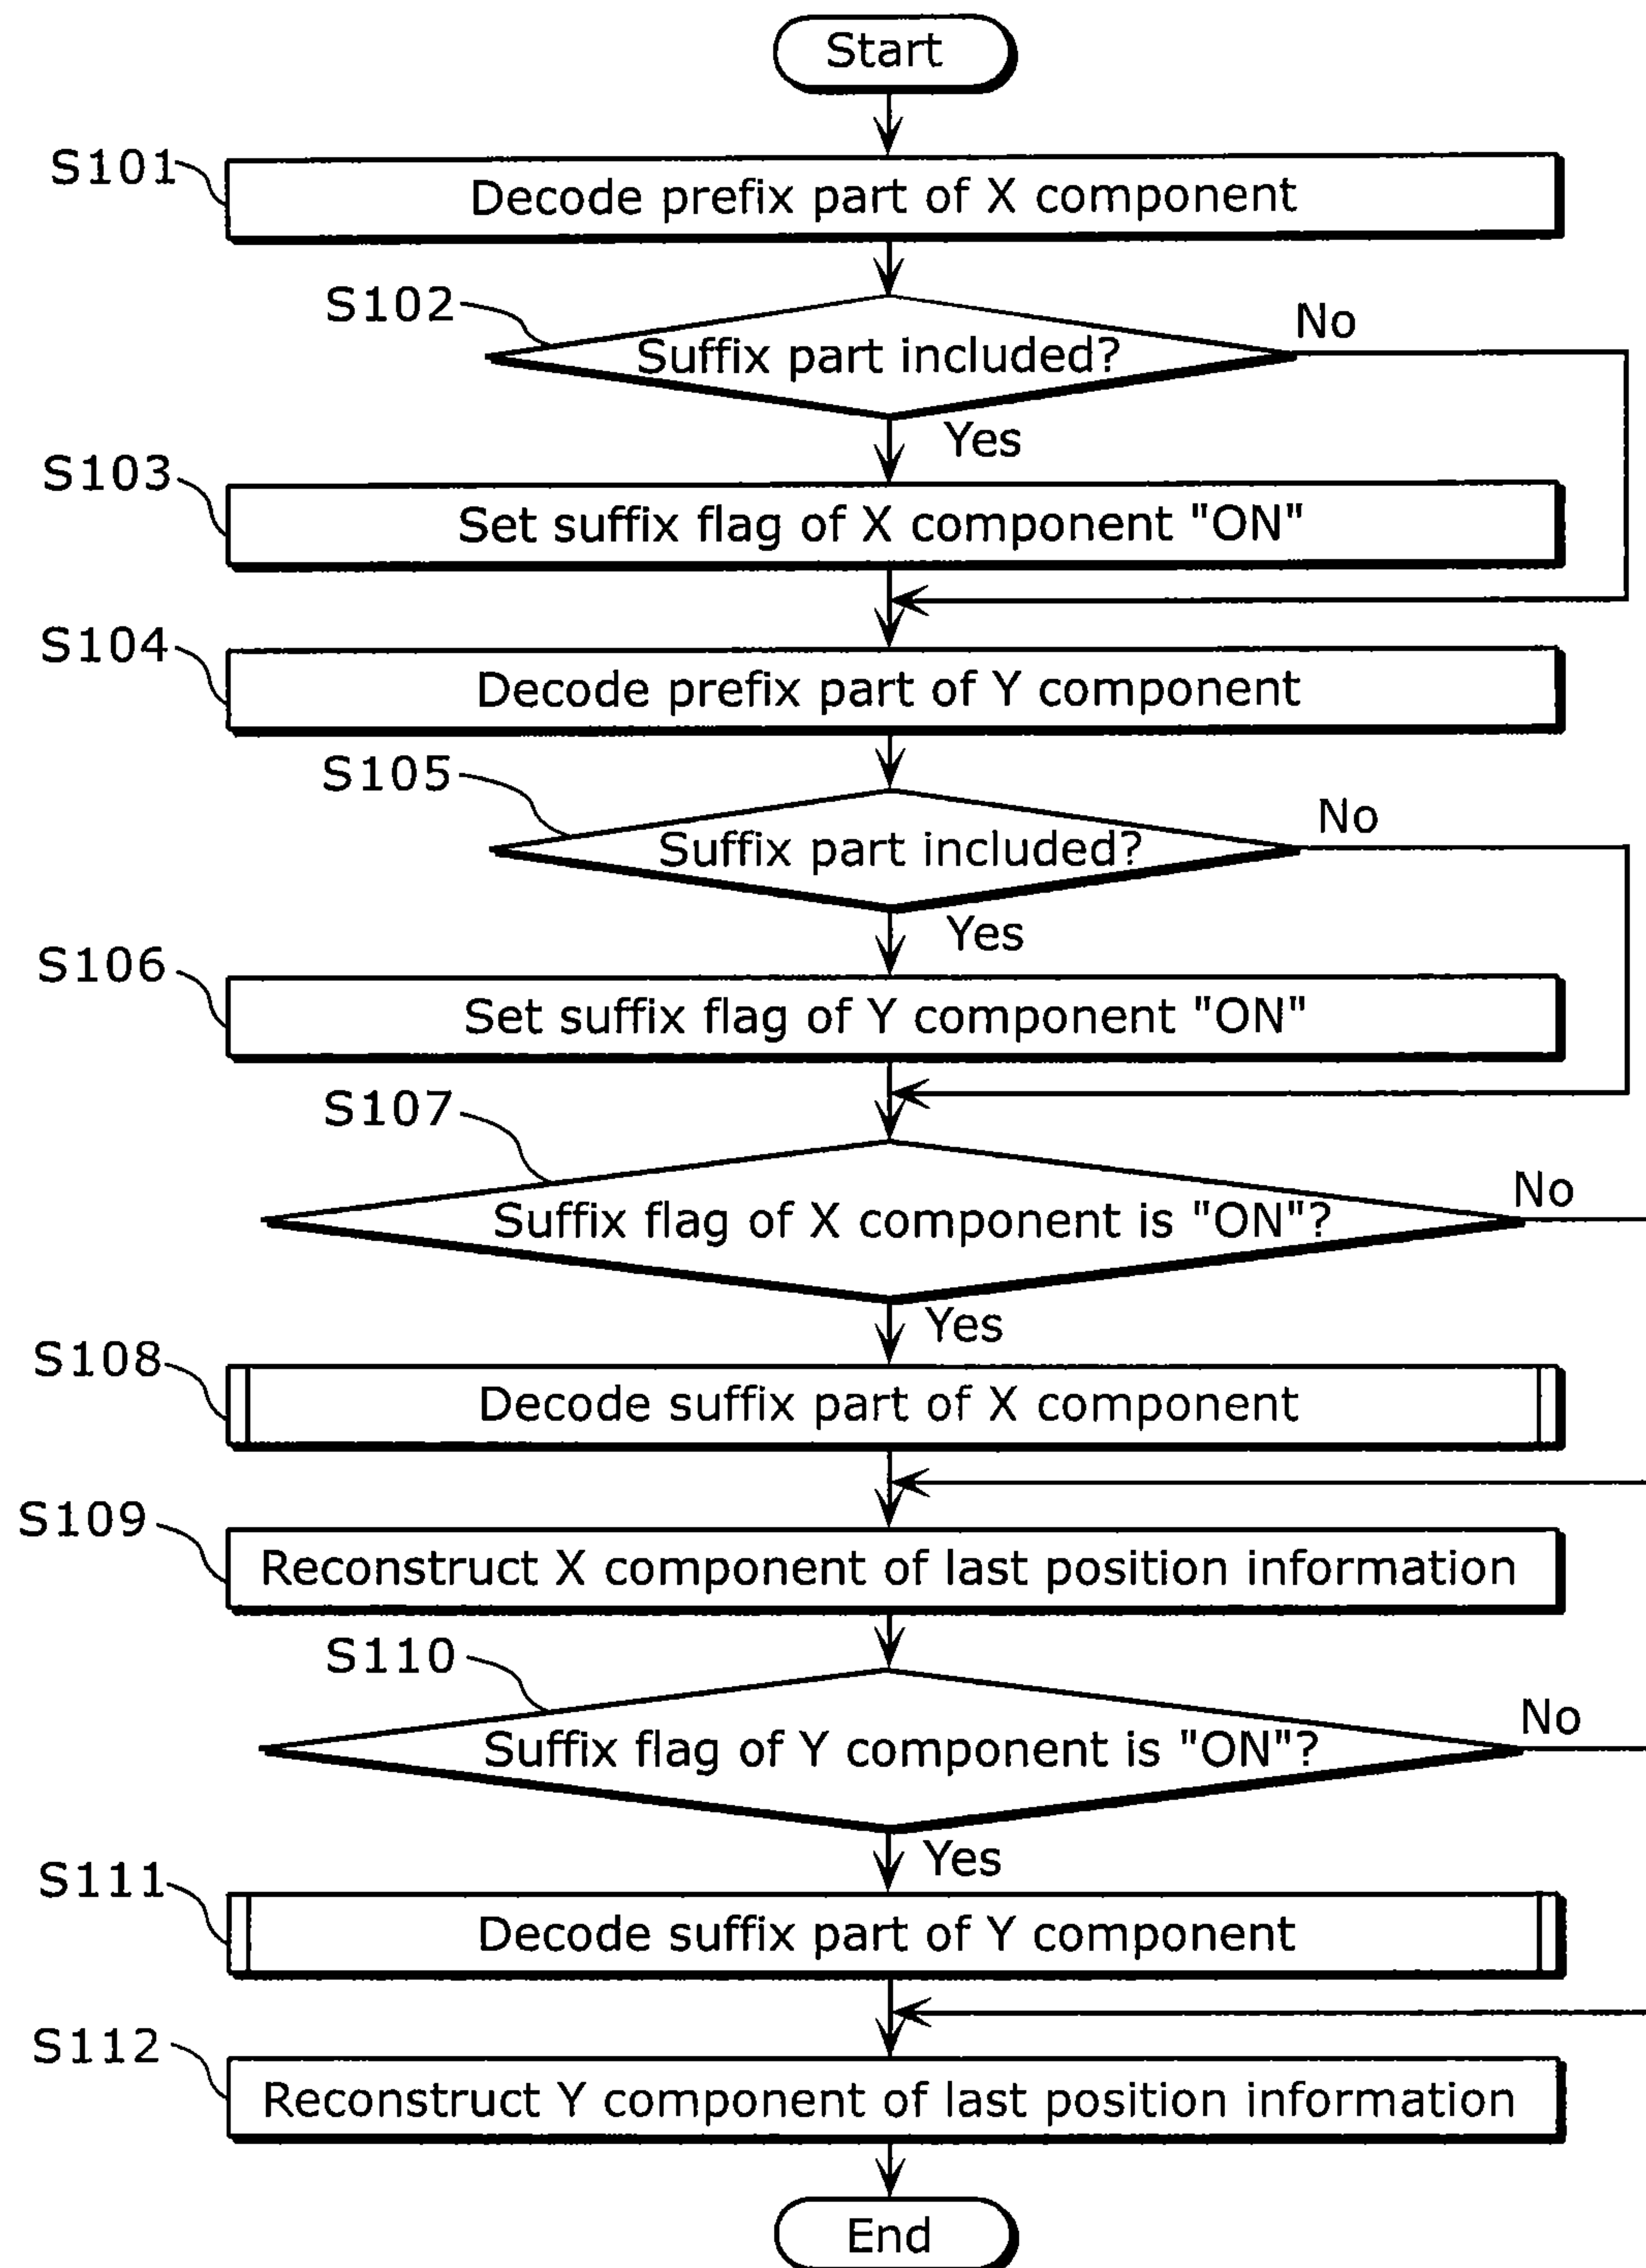 Start
S101
Decode prefix part of X component
S102
No
Suffix part included?
Yes
S103
Set suffix flag of X component "ON"
S104
Decode prefix part of Y component
S105
No
Suffix part included?
Yes
S106
Set suffix flag of Y component "ON"
S107
No
Suffix flag of X component is "ON"?
Yes
S108
Decode suffix part of X component
S109
Reconstruct X component of last position information
S110
No
Suffix flag of Y component is "ON"?
Yes
S111
Decode suffix part of Y component
S112
Reconstruct Y component of last position information
End